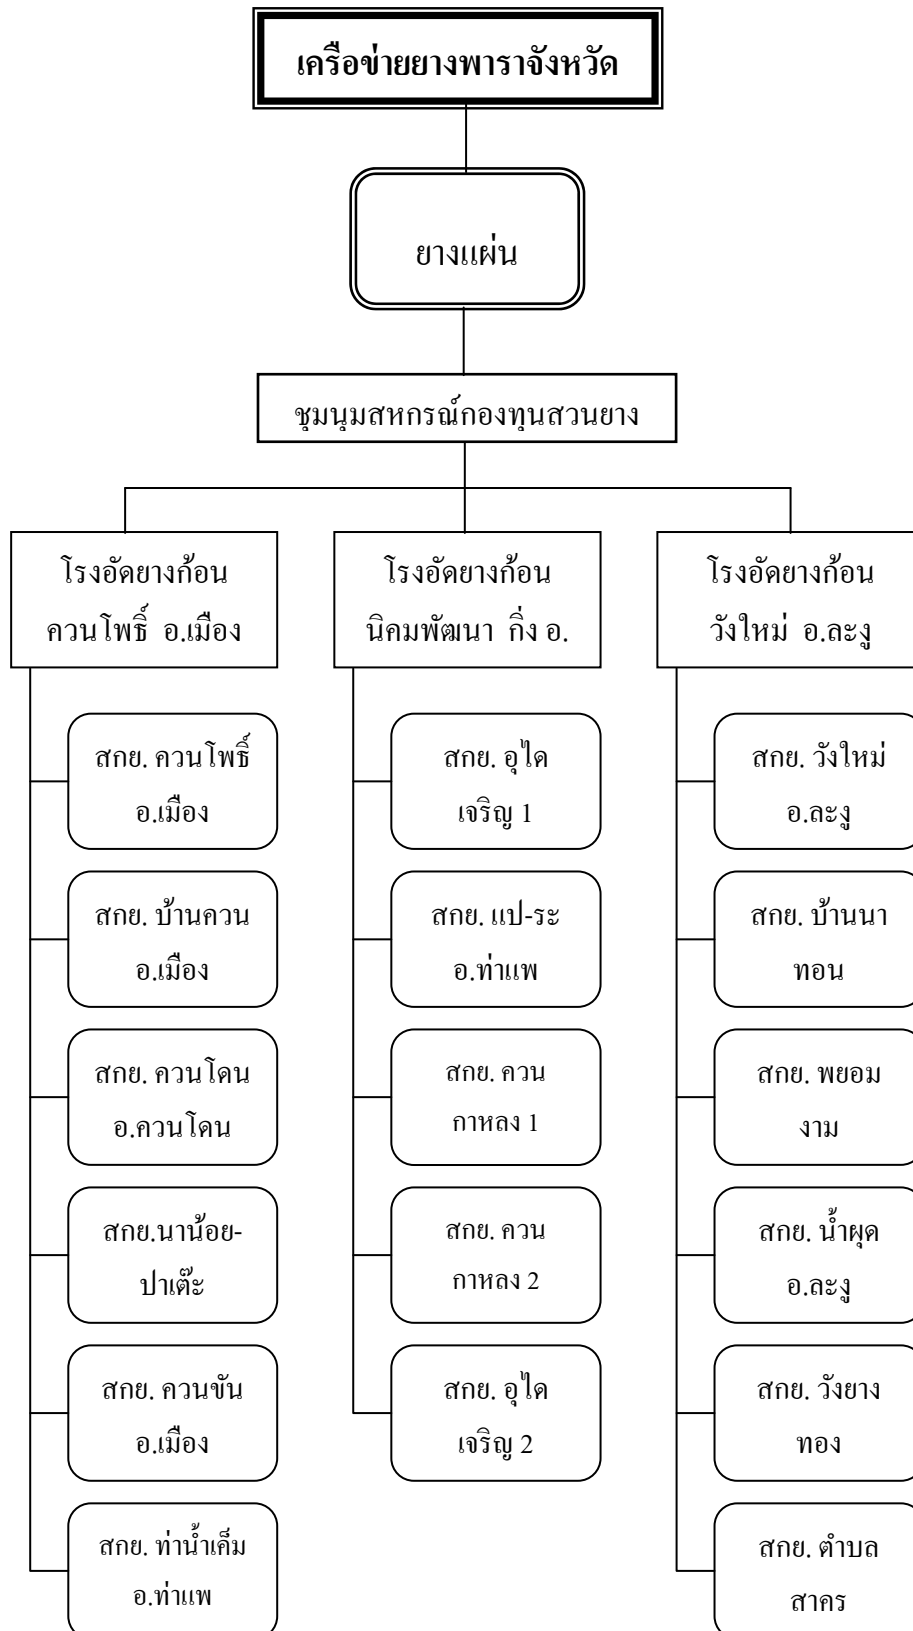 เครือข่ายยางพาราจังหวัด
ยางแผ่น
ชุมนุมสหกรณ์กองทุนสวนยาง
โรงอัดยางก้อน
ควนโพธิ์ อ.เมือง
โรงอัดยางก้อน
นิคมพัฒนา กิ่ง อ.
โรงอัดยางก้อน
วังใหม่ อ.ละงู
สกย. ควนโพธิ์
อ.เมือง
สกย. บ้านควน
อ.เมือง
สกย. ควนโดน
อ.ควนโดน
สกย.นาน้อย-
ปาเต๊ะ
สกย. ควนขัน
อ.เมือง
สกย. ท่าน้ำเค็ม
อ.ท่าแพ
สกย. อุใด
เจริญ 1
สกย. แป-ระ
อ.ท่าแพ
สกย. ควน
กาหลง 1
สกย. ควน
กาหลง 2
สกย. อุใด
เจริญ 2
สกย. วังใหม่
อ.ละงู
สกย. บ้านนา
ทอน
สกย. พยอม
งาม
สกย. น้ำผุด
อ.ละงู
สกย. วังยาง
ทอง
สกย. ตำบล
สาคร